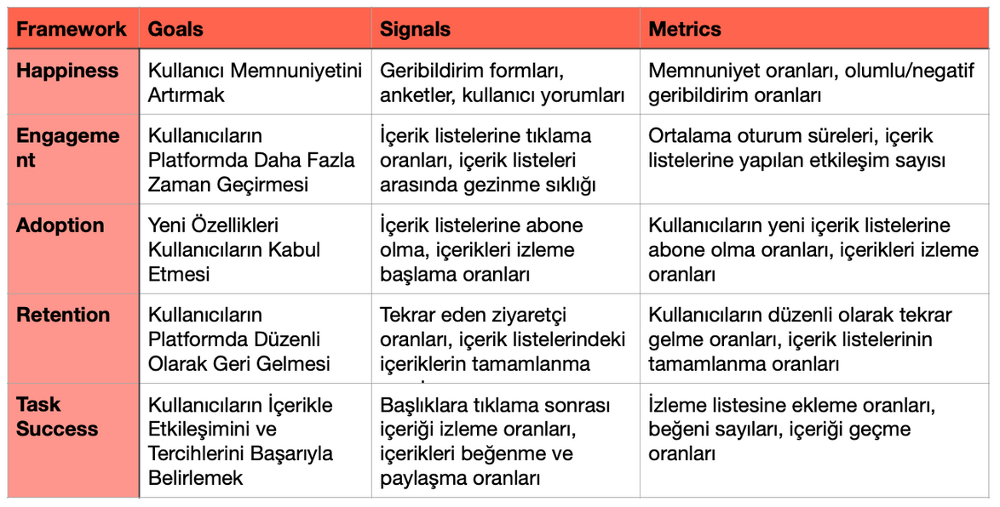 Framework Goals Signals Metrics
Happiness
Kullanıcı Memnuniyetini
Artırmak
Geribildirim formları,
anketler, kullanıcı yorumları
Memnuniyet oranları, olumlu/negatif
geribildirim oranları
Engageme
nt
Kullanıcıların
Platformda Daha Fazla
Zaman Geçirmesi
İçerik listelerine tıklama
oranları, içerik listeleri
arasında gezinme sıklığı
Ortalama oturum süreleri, içerik
listelerine yapılan etkileşim sayısı
Adoption
Yeni Özellikleri
Kullanıcıların Kabul
Etmesi
İçerik listelerine abone
olma, içerikleri izleme
başlama oranları
Kullanıcıların yeni içerik listelerine
abone olma oranları, içerikleri izleme
oranları
Retention
Kullanıcıların
Platformda Düzenli
Olarak Geri Gelmesi
Tekrar eden ziyaretçi
oranları, içerik listelerindeki
içeriklerin tamamlanma
Kullanıcıların düzenli olarak tekrar
gelme oranları, içerik listelerinin
tamamlanma oranları
Task
Success
Kullanıcıların İçerikle
Etkileşimini ve
Tercihlerini Başarıyla
Belirlemek
Başlıklara tıklama sonrası
içeriği izleme oranları,
içerikleri beğenme ve
paylaşma oranları
İzleme listesine ekleme oranları,
beğeni sayıları, içeriği geçme
oranları